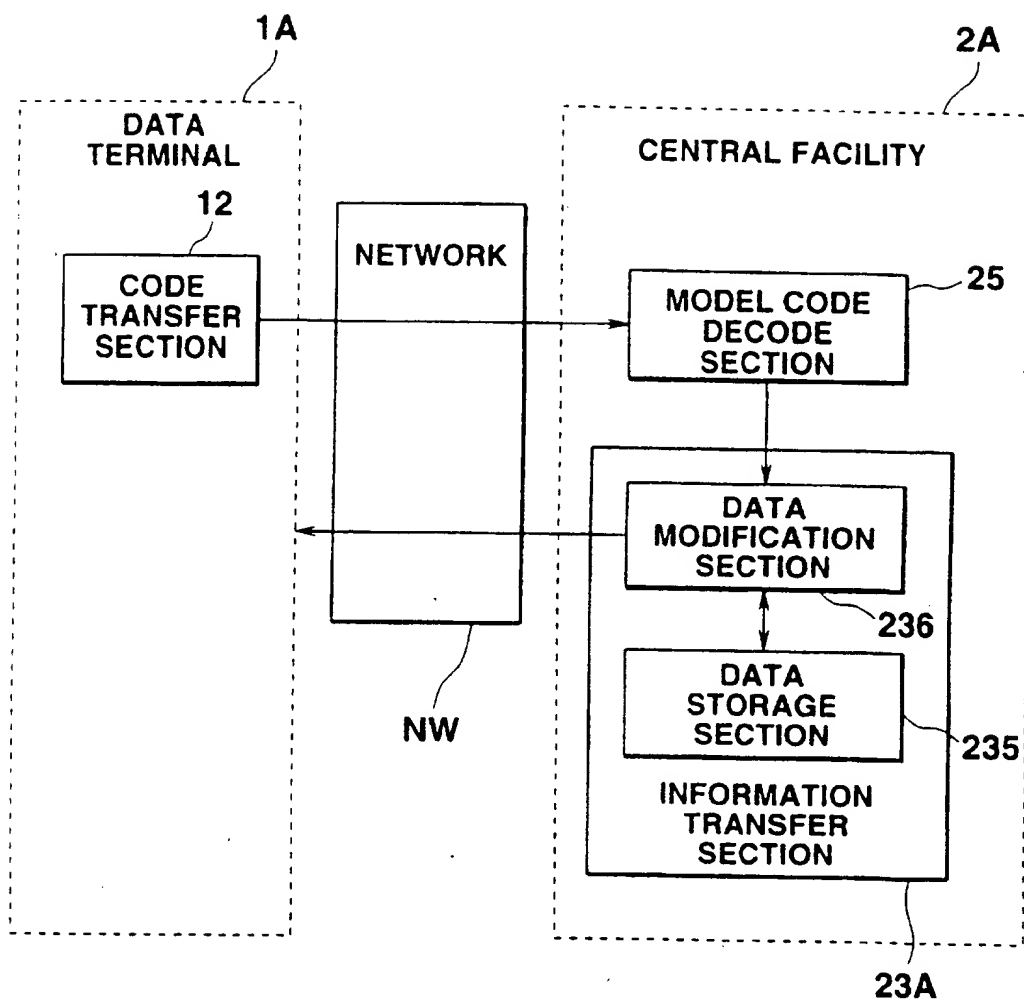 1A
2A
DATA
TERMINAL
CENTRAL FACILITY
12
NETWORK
CODE
TRANSFER
SECTION
25
MODEL CODE
DECODE
SECTION
DATA
MODIFICATION
SECTION
236
DATA
STORAGE
SECTION
NW
235
INFORMATION
TRANSFER
SECTION
23A